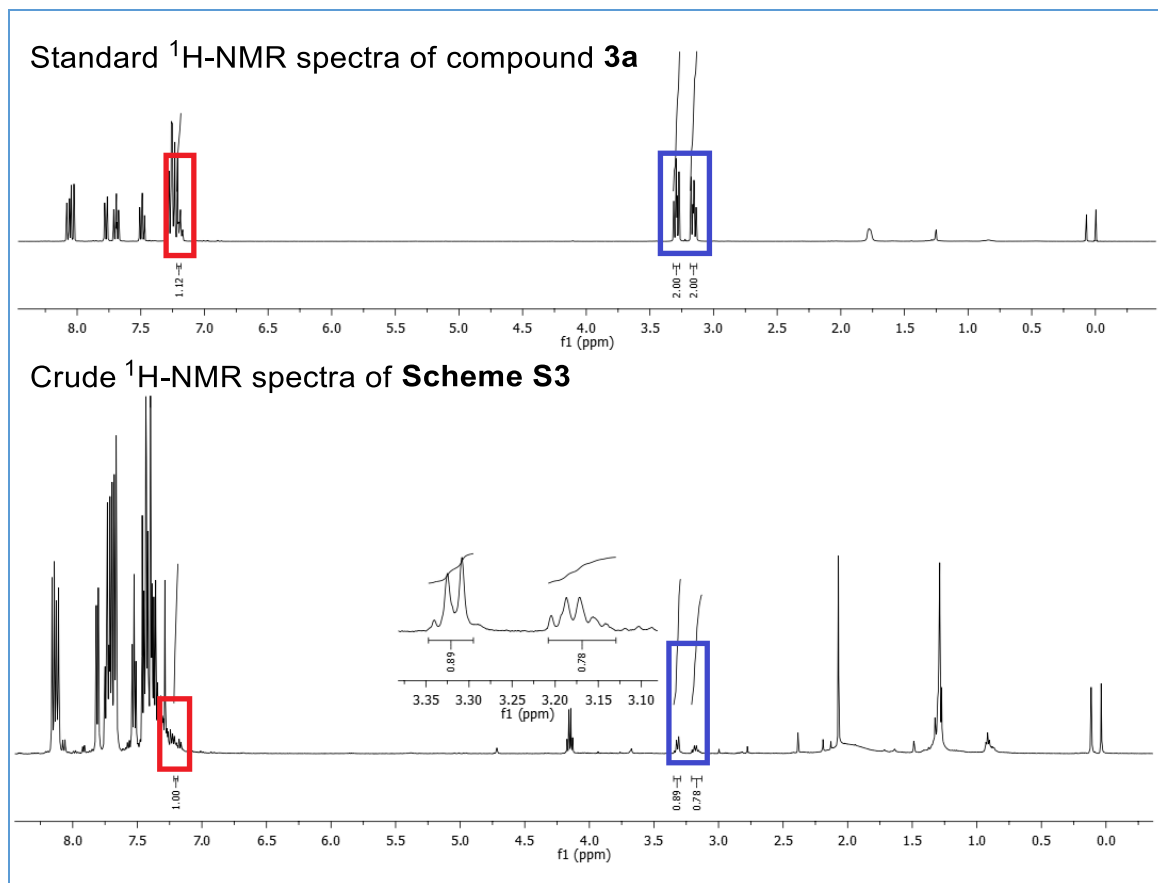 Standard ¹H-NMR spectra of compound 3a
1.12 2.00 2.00
8.0 7.5 7.0 6.5 6.0 5.5 5.0 4.5 4.0 3.5 3.0 2.5 2.0 1.5 1.0 0.5 0.0
f1 (ppm)
Crude ¹H-NMR spectra of Scheme S3
0.89 0.78
3.35 3.30 3.25 3.20 3.15 3.10
f1 (ppm)
1.00 0.89 0.78
8.0 7.5 7.0 6.5 6.0 5.5 5.0 4.5 4.0 3.5 3.0 2.5 2.0 1.5 1.0 0.5 0.0
f1 (ppm)